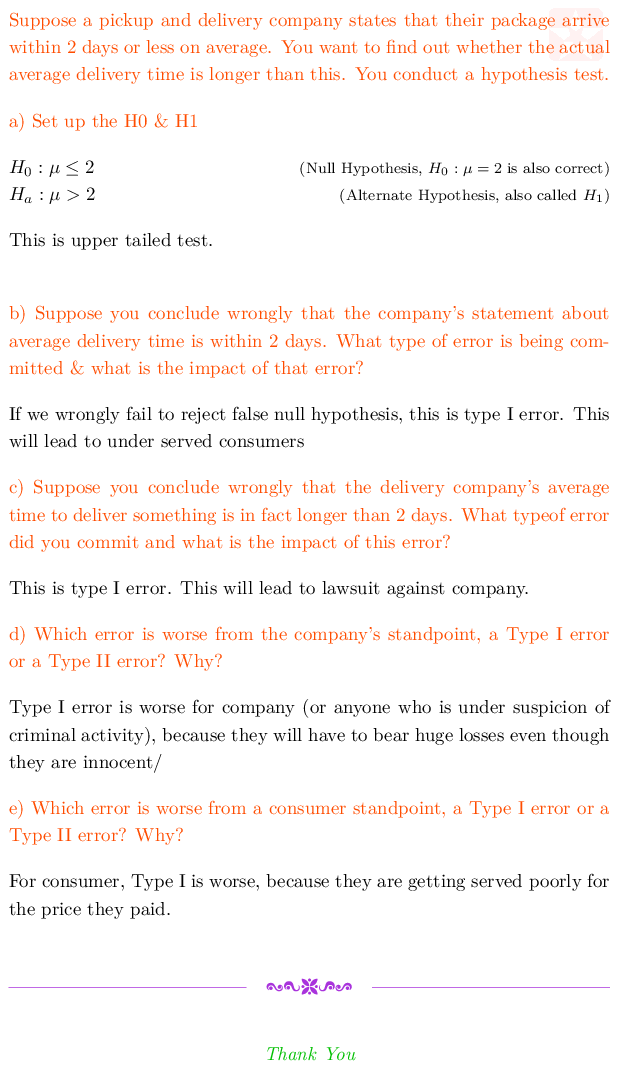 Suppose a pickup and delivery company states that their package arrive
within 2 days or less on average. You want to find out whether the actual
average delivery time is longer than this. You conduct a hypothesis test.
a) Set up the H0 & H1
H₀ : μ ≤ 2 (Null Hypothesis, H₀ : μ = 2 is also correct)
Hₐ : μ > 2 (Alternate Hypothesis, also called H₁)
This is upper tailed test.
b) Suppose you conclude wrongly that the company's statement about
average delivery time is within 2 days. What type of error is being com-
mitted & what is the impact of that error?
If we wrongly fail to reject false null hypothesis, this is type I error. This
will lead to under served consumers
c) Suppose you conclude wrongly that the delivery company's average
time to deliver something is in fact longer than 2 days. What typeof error
did you commit and what is the impact of this error?
This is type I error. This will lead to lawsuit against company.
d) Which error is worse from the company's standpoint, a Type I error
or a Type II error? Why?
Type I error is worse for company (or anyone who is under suspicion of
criminal activity), because they will have to bear huge losses even though
they are innocent/
e) Which error is worse from a consumer standpoint, a Type I error or a
Type II error? Why?
For consumer, Type I is worse, because they are getting served poorly for
the price they paid.
Thank You